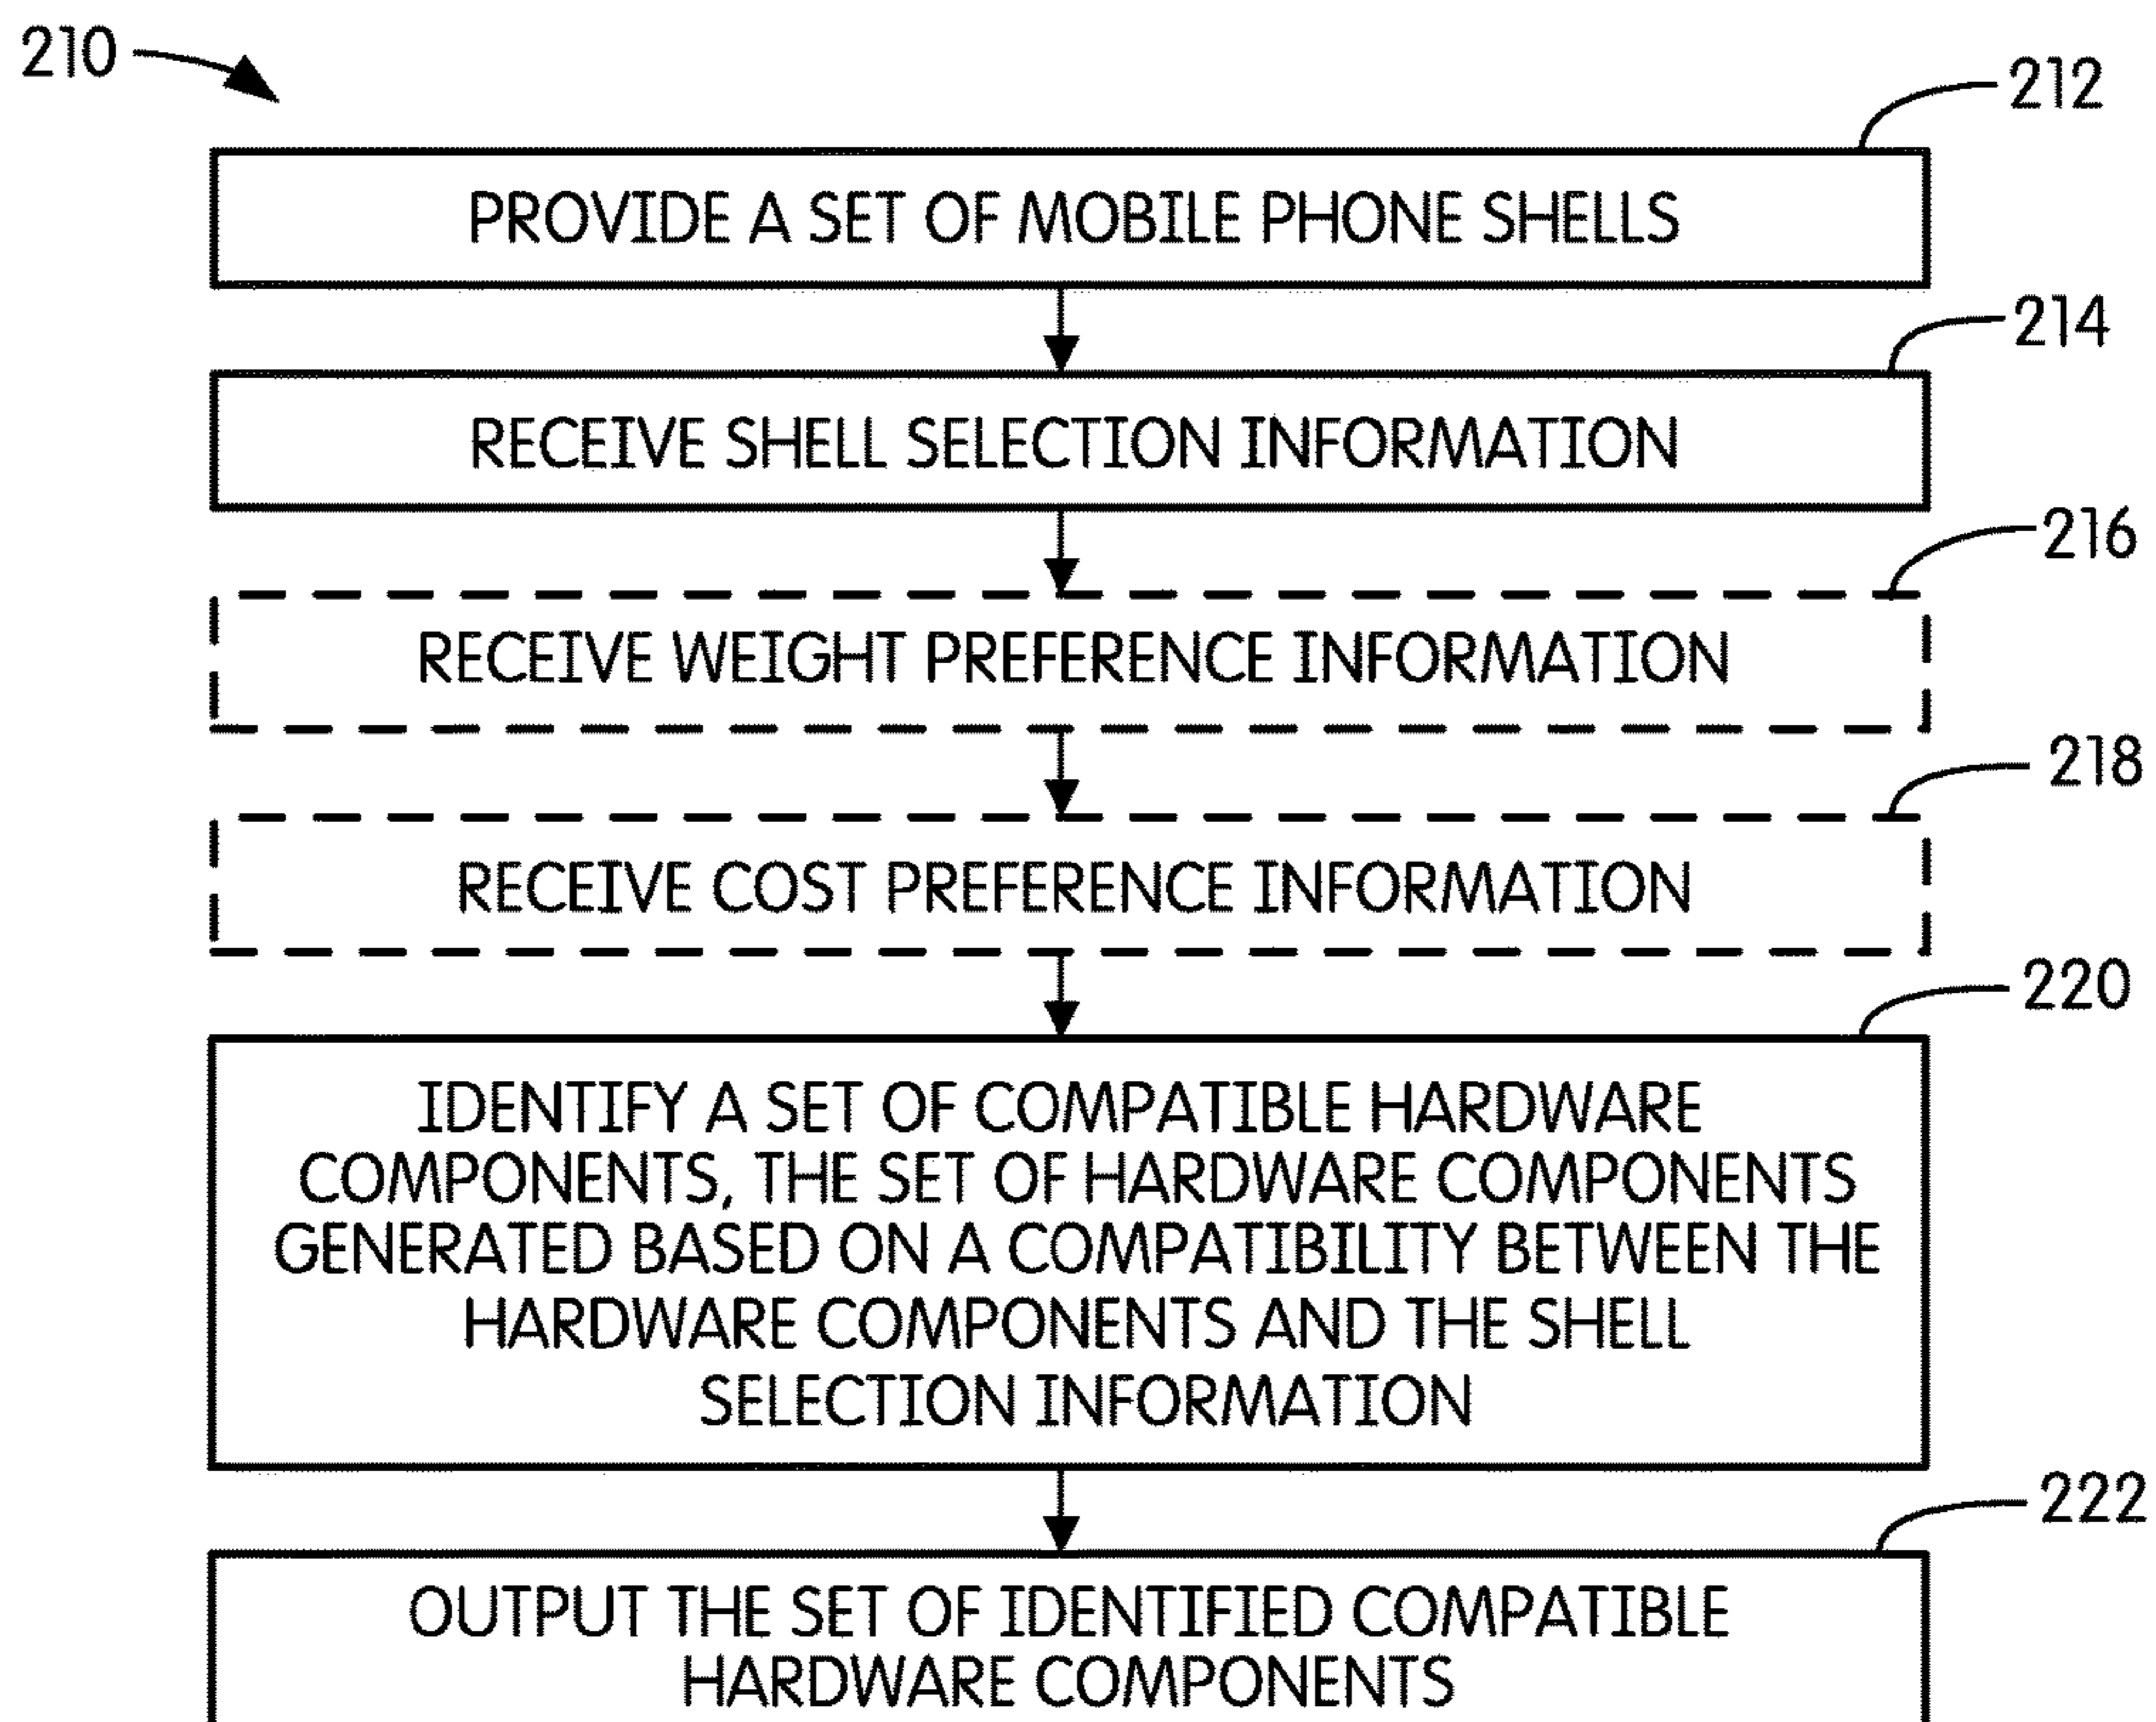 210
212
PROVIDE A SET OF MOBILE PHONE SHELLS
214
RECEIVE SHELL SELECTION INFORMATION
216
RECEIVE WEIGHT PREFERENCE INFORMATION
218
RECEIVE COST PREFERENCE INFORMATION
220
IDENTIFY A SET OF COMPATIBLE HARDWARE
COMPONENTS, THE SET OF HARDWARE COMPONENTS
GENERATED BASED ON A COMPATIBILITY BETWEEN THE
HARDWARE COMPONENTS AND THE SHELL
SELECTION INFORMATION
222
OUTPUT THE SET OF IDENTIFIED COMPATIBLE
HARDWARE COMPONENTS